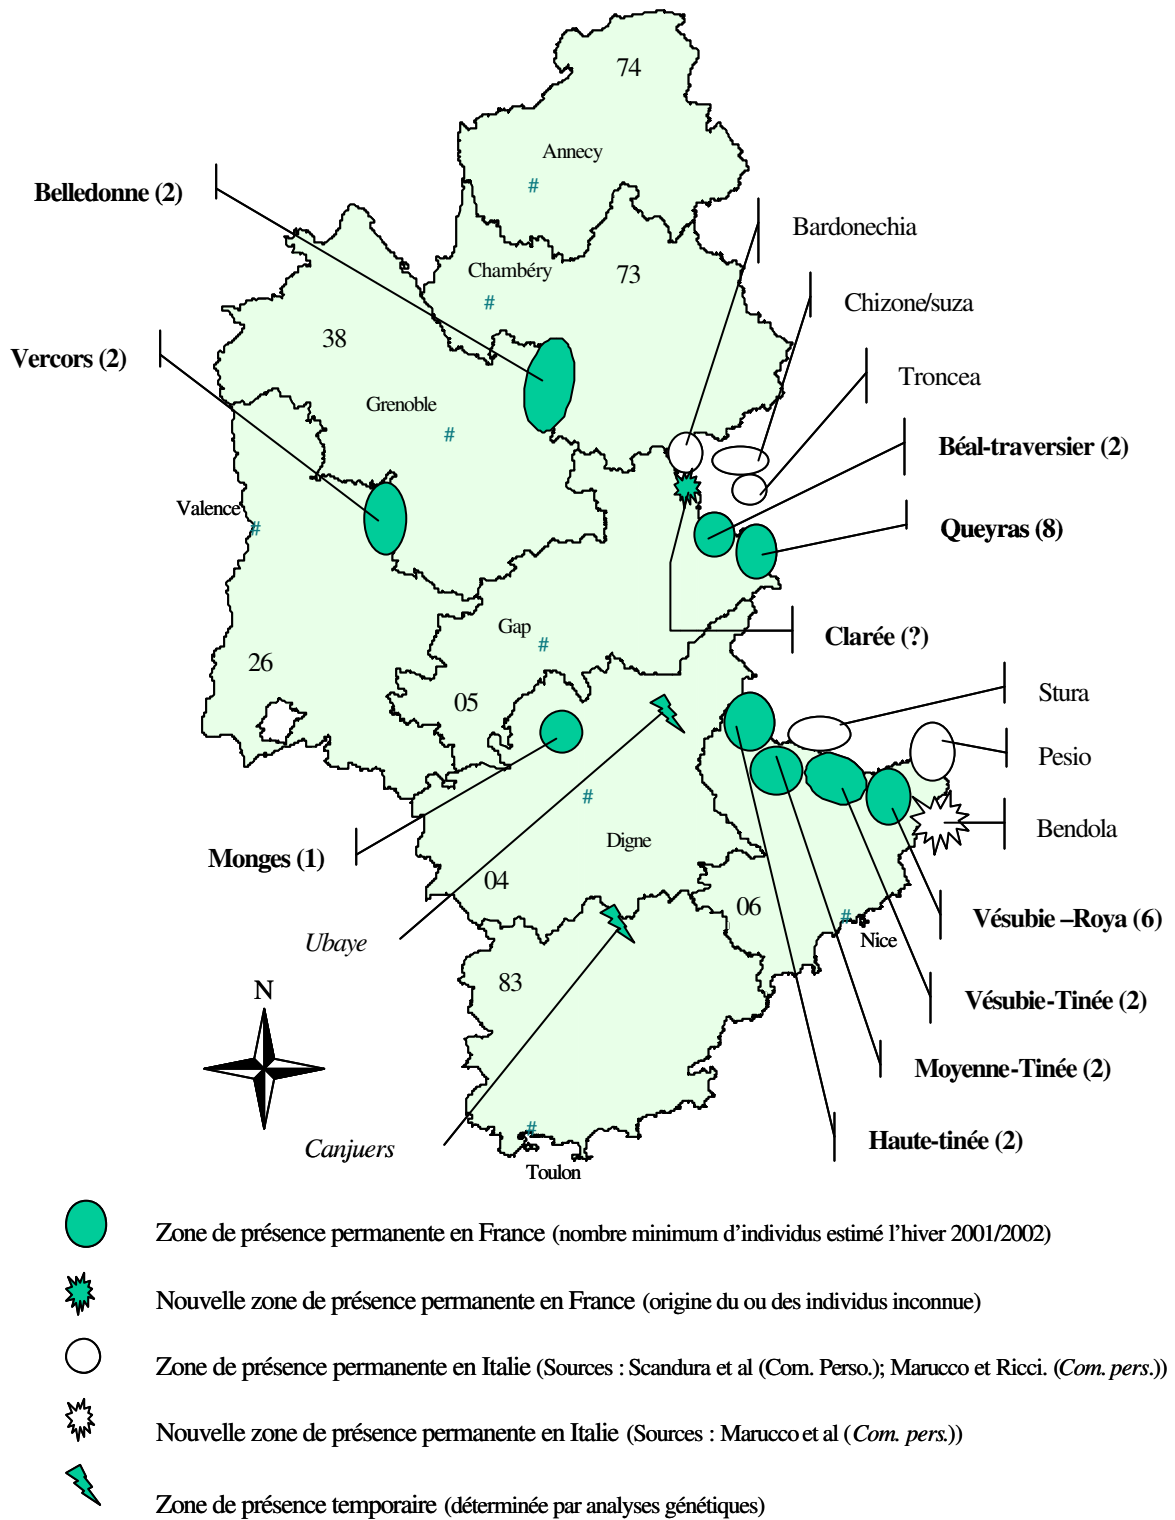 74
Annecy
#
Belledonne (2)
Bardonechia
Chambéry
#
73
Chizone/suza
38
Vercors (2)
Troncea
Grenoble
#
Béal-traversier (2)
Valence
#
Queyras (8)
Gap
#
Clarée (?)
26
05
Stura
Pesio
#
Bendola
Digne
Monges (1)
04
06
#
Nice
Vésubie –Roya (6)
Ubaye
83
N
Vésubie-Tinée (2)
Moyenne-Tinée (2)
Canjuers
#
Haute-tinée (2)
Toulon
Zone de présence permanente en France (nombre minimum d'individus estimé l'hiver 2001/2002)
Nouvelle zone de présence permanente en France (origine du ou des individus inconnue)
Zone de présence permanente en Italie (Sources : Scandura et al (Com. Perso.); Marucco et Ricci. (Com. pers.))
Nouvelle zone de présence permanente en Italie (Sources : Marucco et al (Com. pers.))
Zone de présence temporaire (déterminée par analyses génétiques)